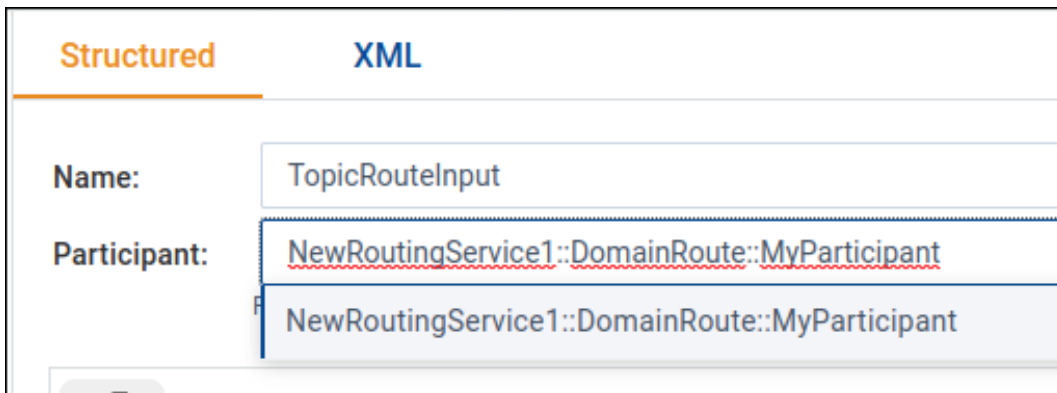 Structured XML
Name: TopicRouteInput
Participant: NewRoutingService1::DomainRoute::MyParticipant
NewRoutingService1::DomainRoute::MyParticipant